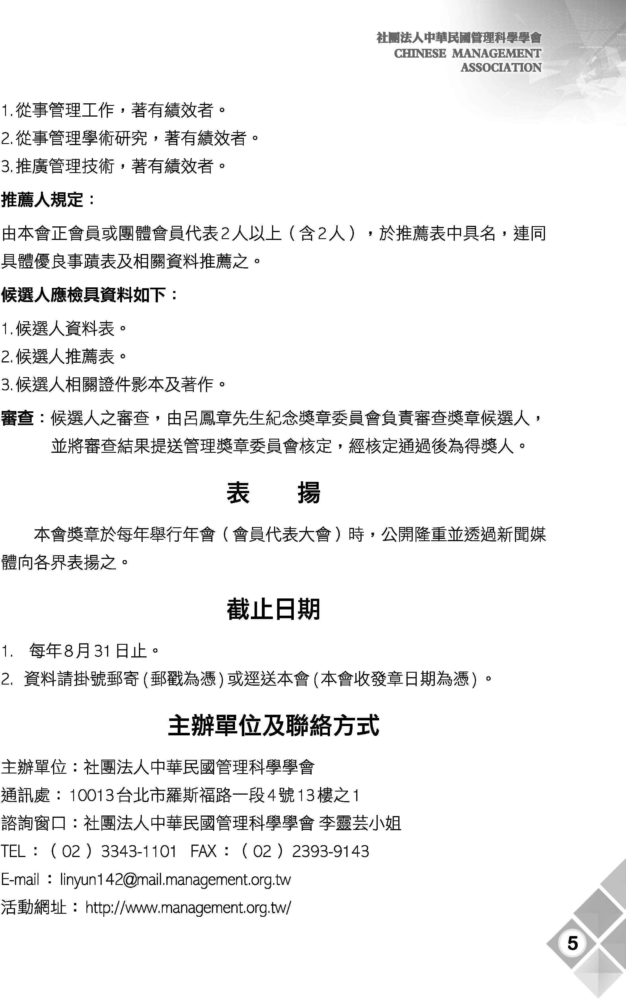 社團法人中華民國管理科學學會
CHINESE MANAGEMENT
ASSOCIATION
1.從事管理工作，著有績效者。
2.從事管理學術研究，著有績效者。
3.推廣管理技術，著有績效者。
推薦人規定：
由本會正會員或團體會員代表2人以上（含2人），於推薦表中具名，連同
具體優良事蹟表及相關資料推薦之。
候選人應檢具資料如下：
1.候選人資料表。
2.候選人推薦表。
3.候選人相關證件影本及著作。
審查：候選人之審查，由呂鳳章先生紀念獎章委員會負責審查獎章候選人，
並將審查結果提送管理獎章委員會核定，經核定通過後為得獎人。
表　　揚
本會獎章於每年舉行年會（會員代表大會）時，公開隆重並透過新聞媒
體向各界表揚之。
截止日期
1. 每年8月31日止。
2. 資料請掛號郵寄(郵戳為憑)或逕送本會(本會收發章日期為憑)。
主辦單位及聯絡方式
主辦單位：社團法人中華民國管理科學學會
通訊處：10013台北市羅斯福路一段4號13樓之1
諮詢窗口：社團法人中華民國管理科學學會 李靈芸小姐
TEL：（02）3343-1101 FAX：（02）2393-9143
E-mail：linyun142@mail.management.org.tw
活動網址：http://www.management.org.tw/
5